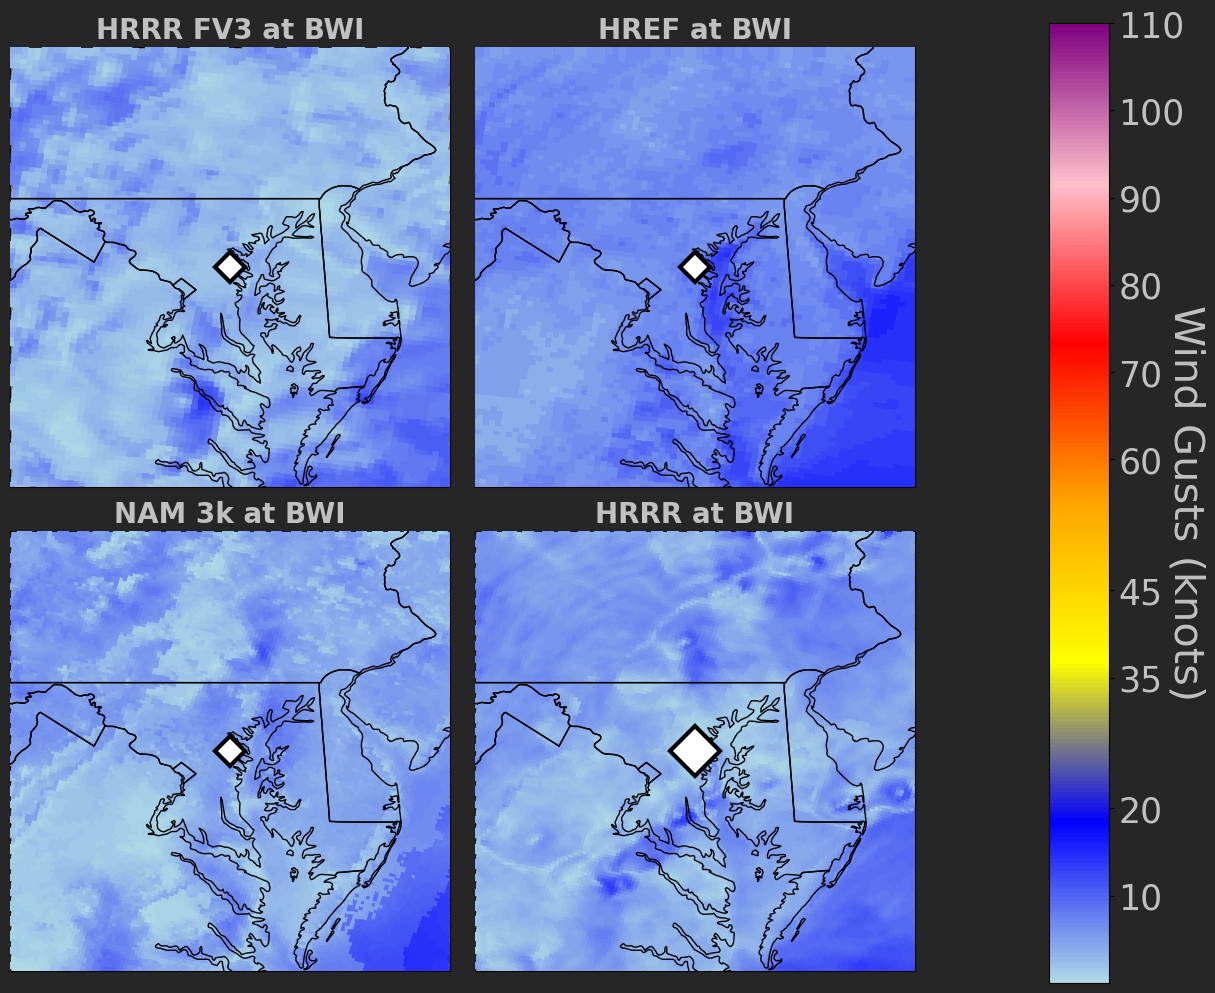 HRRR FV3 at BWI
HREF at BWI
NAM 3k at BWI
HRRR at BWI
110
100
90
80
70
60
45
35
20
10
Wind Gusts (knots)